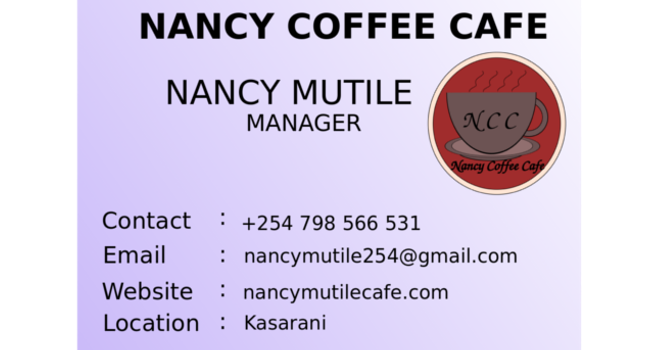 NANCY COFFEE CAFE
NANCY MUTILE
MANAGER
N.C.C
Nancy Coffee Cafe
Contact : +254 798 566 531
Email : nancymutile254@gmail.com
Website : nancymutilecafe.com
Location : Kasarani